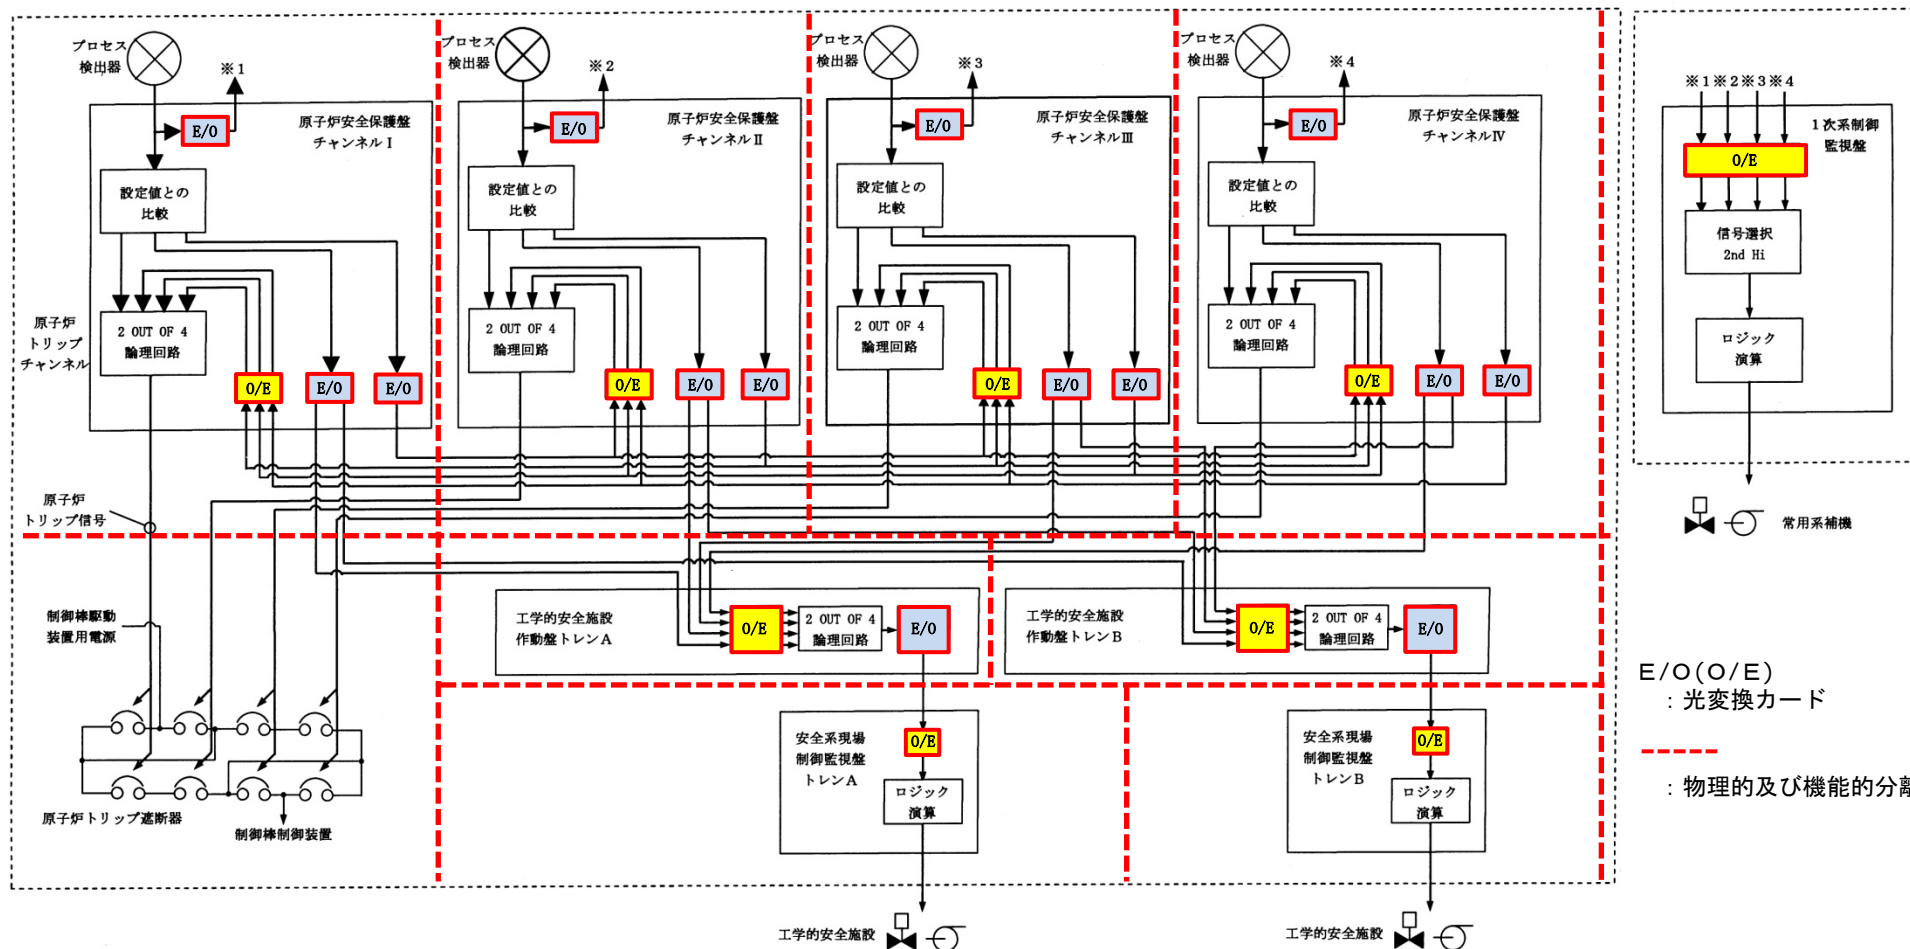 プロセス
検出器
※1
E/O
原子炉安全保護盤
チャンネルⅠ
設定値との
比較
2 OUT OF 4
論理回路
O/E
E/O
E/O
プロセス
検出器
※2
E/O
原子炉安全保護盤
チャンネルⅡ
設定値との
比較
2 OUT OF 4
論理回路
O/E
E/O
E/O
プロセス
検出器
※3
E/O
原子炉安全保護盤
チャンネルⅢ
設定値との
比較
2 OUT OF 4
論理回路
O/E
E/O
E/O
プロセス
検出器
※4
E/O
原子炉安全保護盤
チャンネルⅣ
設定値との
比較
2 OUT OF 4
論理回路
O/E
E/O
E/O
※1 ※2 ※3 ※4
1次系制御
監視盤
O/E
信号選択
2nd Hi
ロジック
演算
常用系補機
原子炉
トリップ
チャンネル
原子炉
トリップ信号
制御棒駆動
装置用電源
原子炉トリップ遮断器
制御棒制御装置
工学的安全施設
作動盤トレンA
O/E
2 OUT OF 4
論理回路
E/O
工学的安全施設
作動盤トレンB
O/E
2 OUT OF 4
論理回路
E/O
安全系現場
制御監視盤
トレンA
O/E
ロジック
演算
工学的安全施設
安全系現場
制御監視盤
トレンB
O/E
ロジック
演算
工学的安全施設
E/O(O/E)
:光変換カード
:物理的及び機能的分離